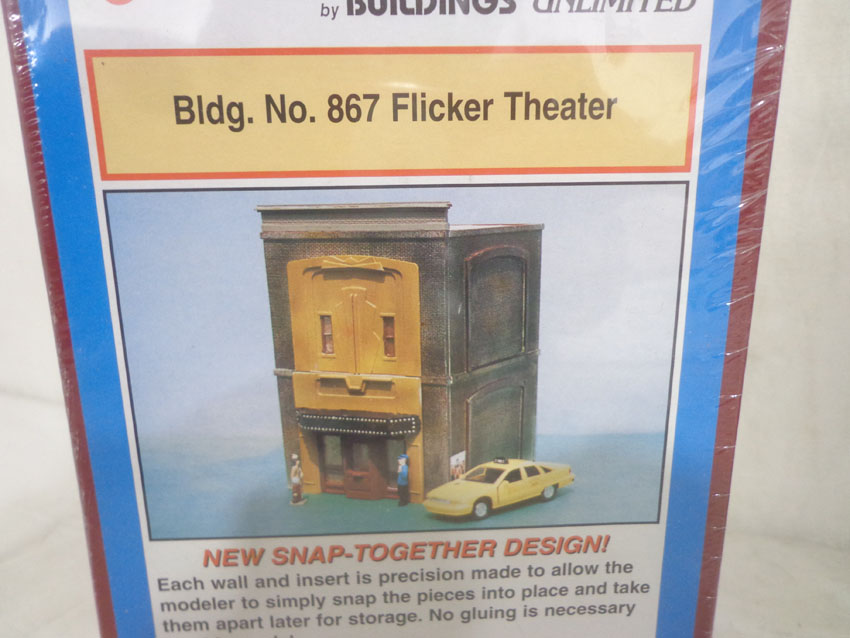 by BUILDINGS UNLIMITED
Bldg. No. 867 Flicker Theater
NEW SNAP-TOGETHER DESIGN!
Each wall and insert is precision made to allow the
modeler to simply snap the pieces into place and take
them apart later for storage. No gluing is necessary